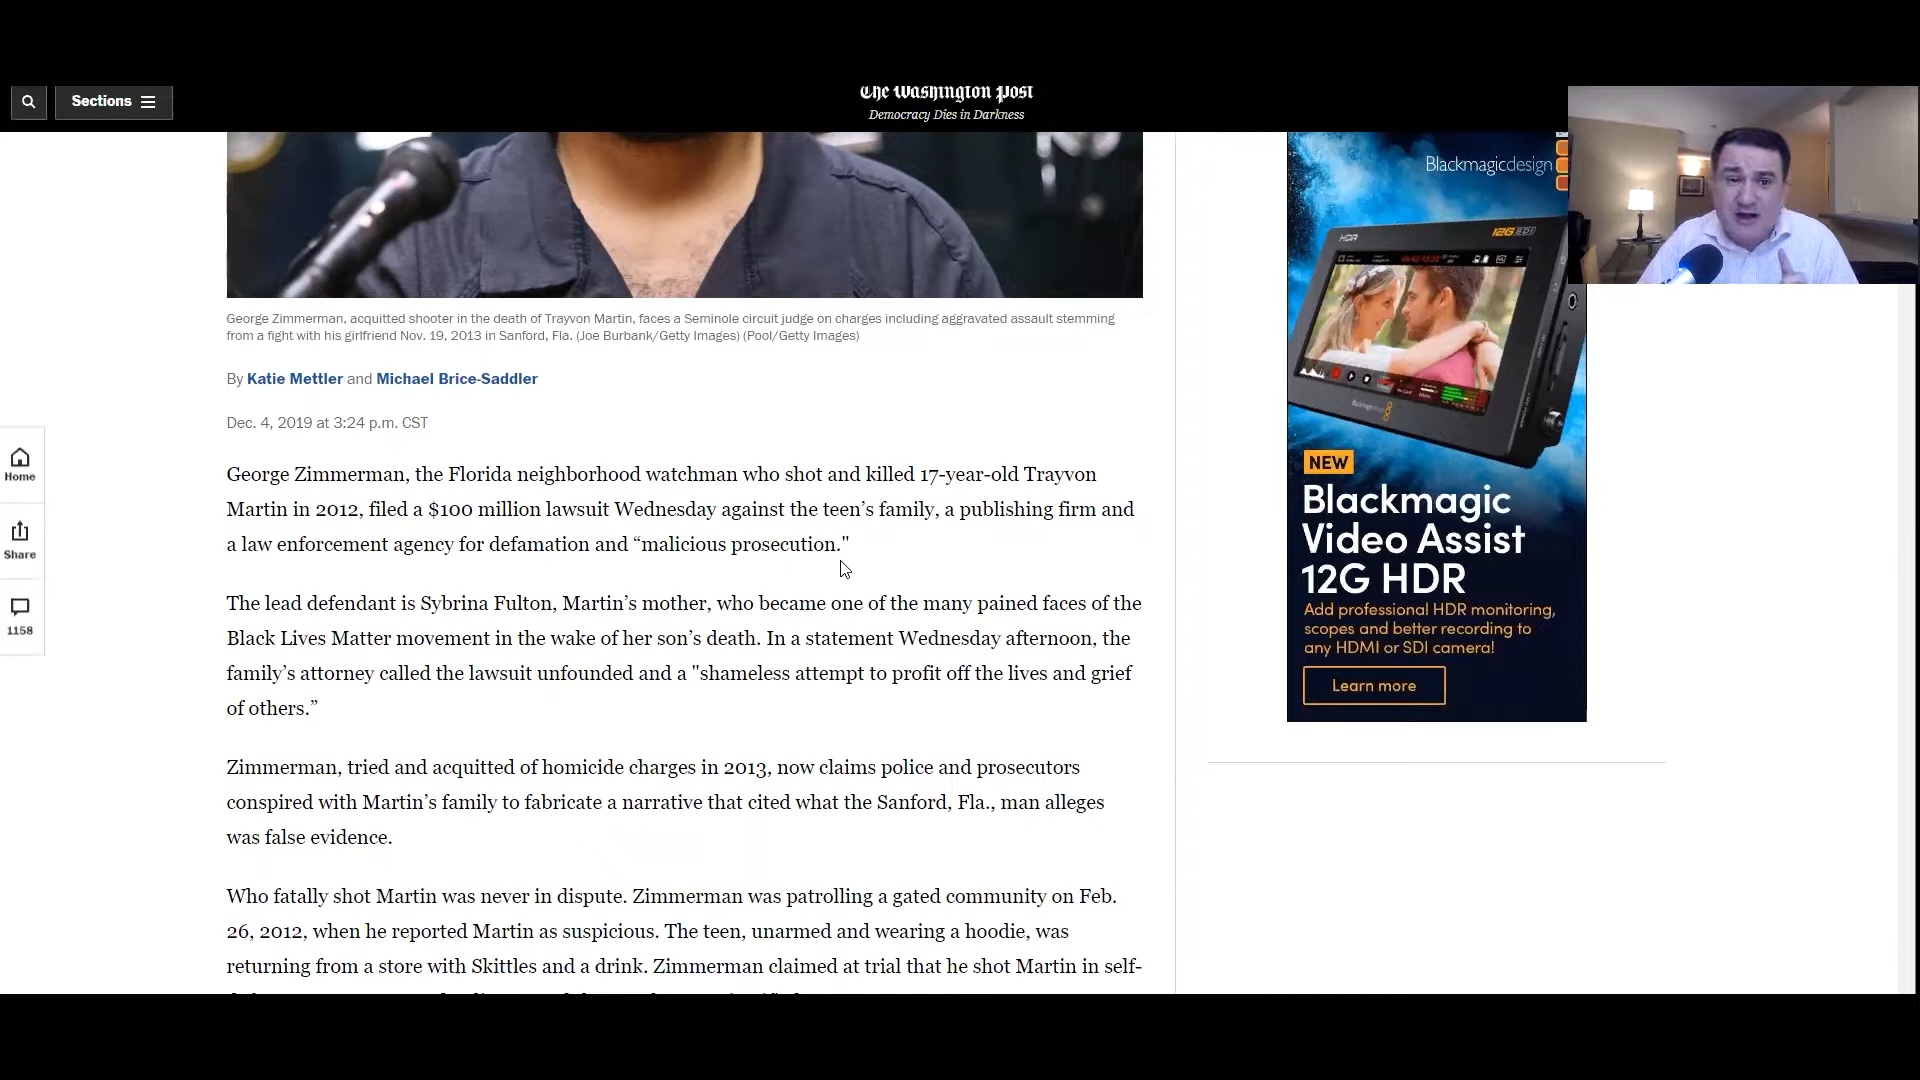 Sections
The Washington Post
Democracy Dies in Darkness
Blackmagicdesign
HDR
12G SDI
George Zimmerman, acquitted shooter in the death of Trayvon Martin, faces a Seminole circuit judge on charges including aggravated assault stemming
from a fight with his girlfriend Nov. 19, 2013 in Sanford, Fla. (Joe Burbank/Getty Images) (Pool/Getty Images)
By Katie Mettler and Michael Brice-Saddler
Dec. 4, 2019 at 3:24 p.m. CST
Home
Share
1158
George Zimmerman, the Florida neighborhood watchman who shot and killed 17-year-old Trayvon
Martin in 2012, filed a $100 million lawsuit Wednesday against the teen’s family, a publishing firm and
a law enforcement agency for defamation and “malicious prosecution."
The lead defendant is Sybrina Fulton, Martin’s mother, who became one of the many pained faces of the
Black Lives Matter movement in the wake of her son’s death. In a statement Wednesday afternoon, the
family’s attorney called the lawsuit unfounded and a "shameless attempt to profit off the lives and grief
of others.”
Zimmerman, tried and acquitted of homicide charges in 2013, now claims police and prosecutors
conspired with Martin’s family to fabricate a narrative that cited what the Sanford, Fla., man alleges
was false evidence.
Who fatally shot Martin was never in dispute. Zimmerman was patrolling a gated community on Feb.
26, 2012, when he reported Martin as suspicious. The teen, unarmed and wearing a hoodie, was
returning from a store with Skittles and a drink. Zimmerman claimed at trial that he shot Martin in self-
NEW
Blackmagic
Video Assist
12G HDR
Add professional HDR monitoring,
scopes and better recording to
any HDMI or SDI camera!
Learn more